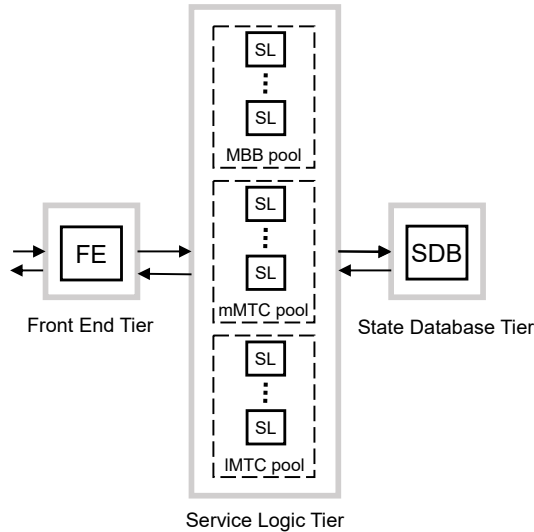 SL
SL
MBB pool
SL
SL
mMTC pool
SL
SL
IMTC pool
FE
Front End Tier
SDB
State Database Tier
Service Logic Tier